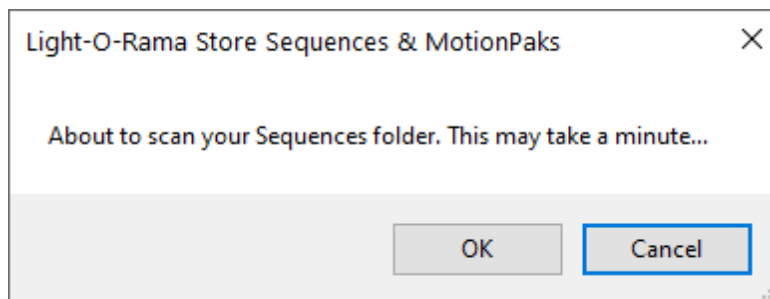 Light-O-Rama Store Sequences & MotionPaks
About to scan your Sequences folder. This may take a minute...
OK
Cancel